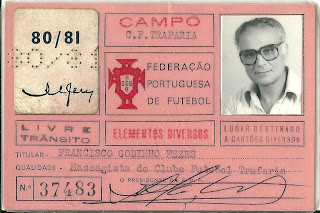 80/81
CAMPO
C.F. TRAFARIA
FEDERAÇÃO
PORTUGUESA
DE FUTEBOL
LIVRE
TRÂNSITO
ELEMENTOS DIVERSOS
LUGAR DESTINADO
A CARTÕES DIVERSOS
TITULAR - FRANCISCO GODINHO PERES
QUALIDADE - Massagista do Clube Futebol Trafaria
O PRESIDENTE
N.º 37483